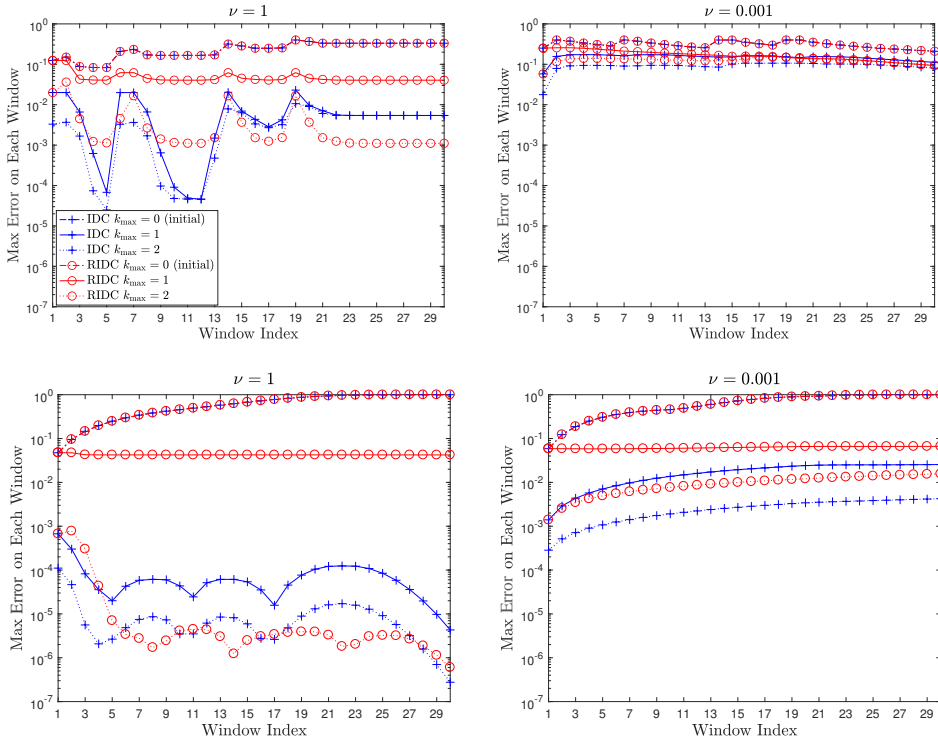 ν = 1
Max Error on Each Window
10^0
10^-1
10^-2
10^-3
10^-4
10^-5
10^-6
10^-7
IDC k_max = 0 (initial)
IDC k_max = 1
IDC k_max = 2
RIDC k_max = 0 (initial)
RIDC k_max = 1
RIDC k_max = 2
1 3 5 7 9 11 13 15 17 19 21 23 25 27 29
Window Index
ν = 0.001
Max Error on Each Window
10^0
10^-1
10^-2
10^-3
10^-4
10^-5
10^-6
10^-7
1 3 5 7 9 11 13 15 17 19 21 23 25 27 29
Window Index
ν = 1
Max Error on Each Window
10^0
10^-1
10^-2
10^-3
10^-4
10^-5
10^-6
10^-7
1 3 5 7 9 11 13 15 17 19 21 23 25 27 29
Window Index
ν = 0.001
Max Error on Each Window
10^0
10^-1
10^-2
10^-3
10^-4
10^-5
10^-6
10^-7
1 3 5 7 9 11 13 15 17 19 21 23 25 27 29
Window Index